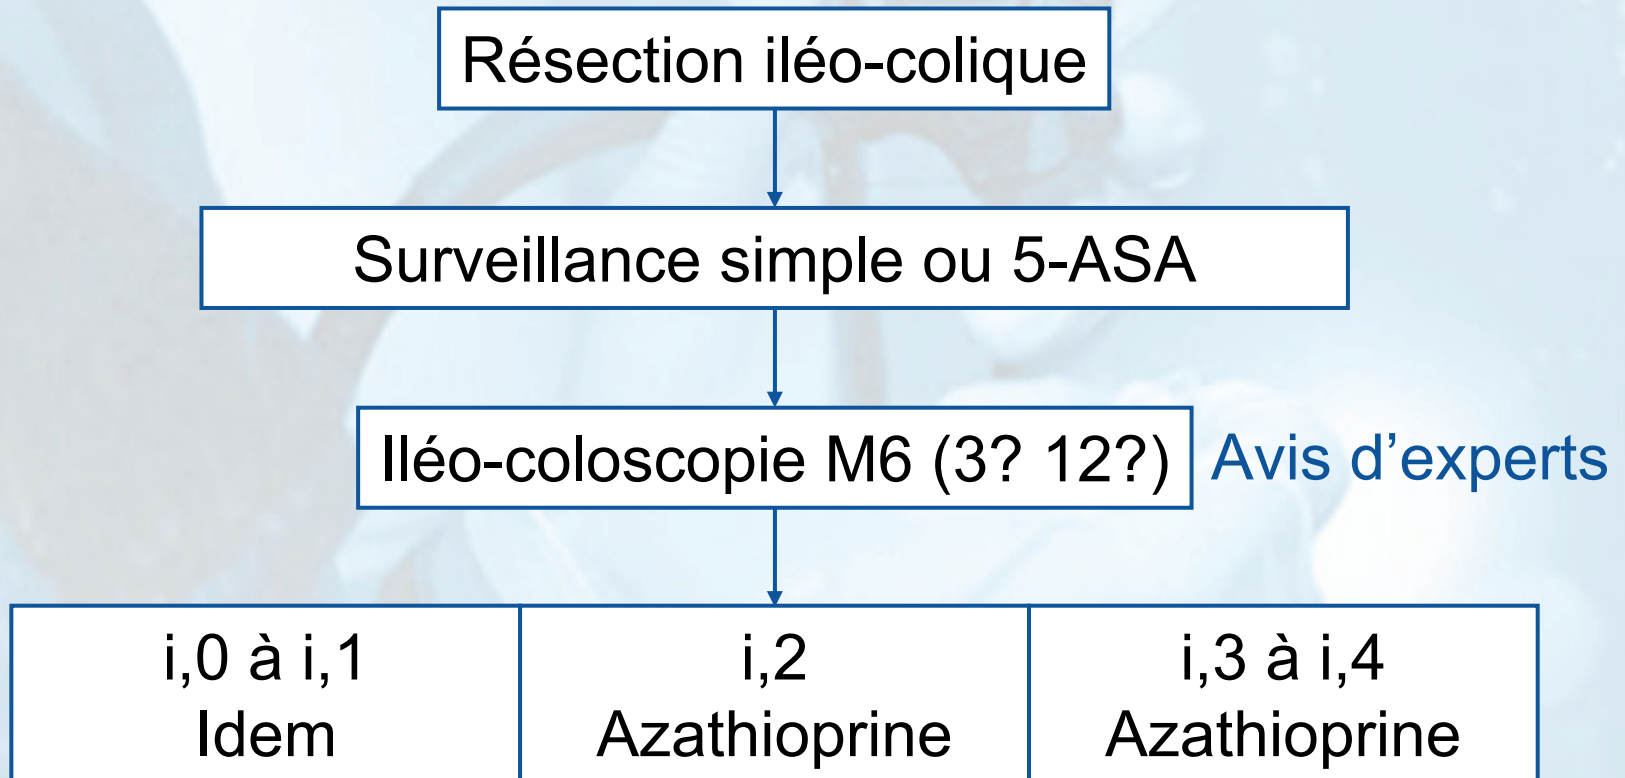 Résection iléo-colique
Surveillance simple ou 5-ASA
Iléo-coloscopie M6 (3? 12?)
Avis d’experts
i,0 à i,1
Idem
i,2
Azathioprine
i,3 à i,4
Azathioprine